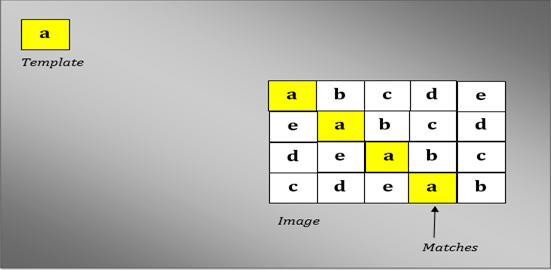 a
Template
a b c d e
e a b c d
d e a b c
c d e a b
Image
Matches